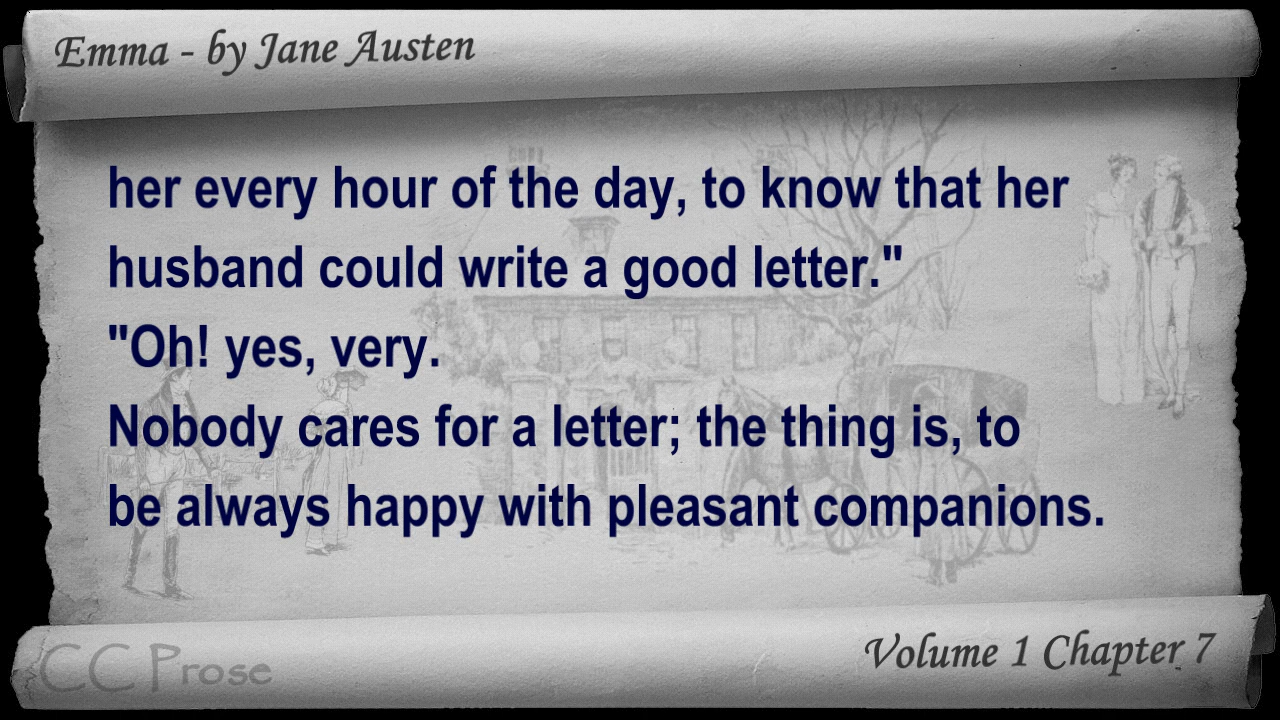 Emma - by Jane Austen
her every hour of the day, to know that her
husband could write a good letter."
"Oh! yes, very.
Nobody cares for a letter; the thing is, to
be always happy with pleasant companions.
CC Prose
Volume 1 Chapter 7